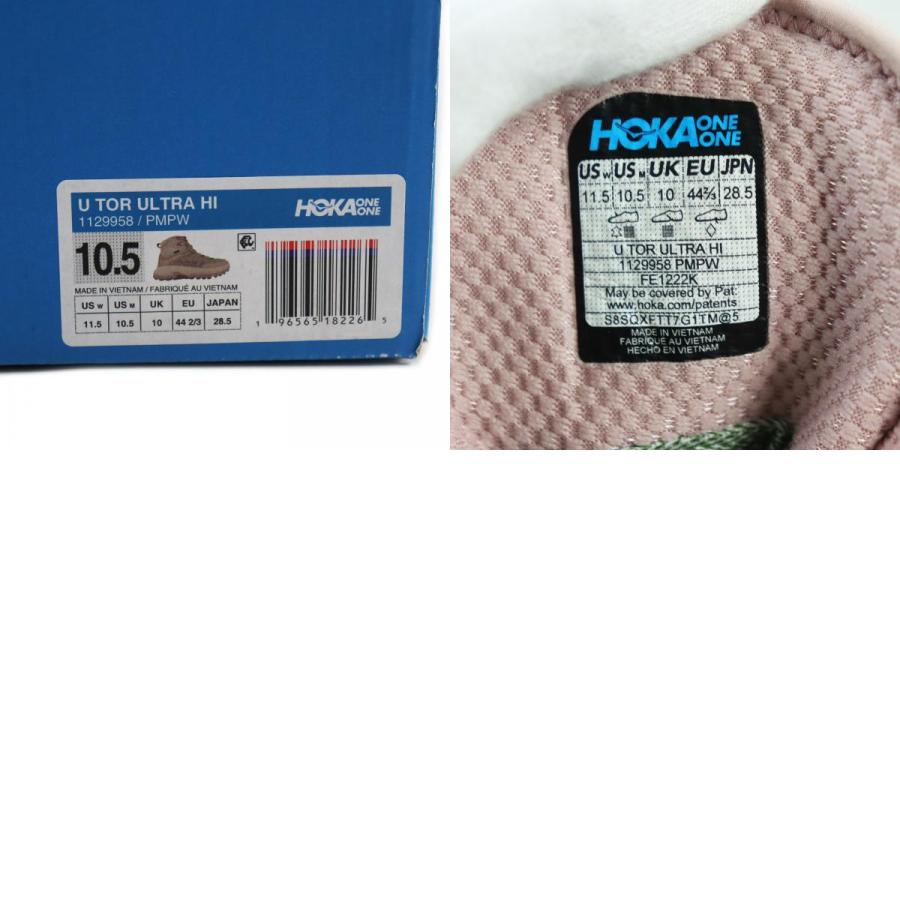 U TOR ULTRA HI
1129958 / PMPW
HOKA ONE ONE
10.5
MADE IN VIETNAM / FABRIQUÉ AU VIETNAM
US W US M UK EU JAPAN
11.5 10.5 10 44 2/3 28.5
1 96565 18226 5
HOKA ONE ONE
US W US M UK EU JPN
11.5 10.5 10 44⅔ 28.5
U TOR ULTRA HI
1129958 PMPW
FE1222K
May be covered by Pat:
www.hoka.com/patents
S8SQXFTT7G1TM@5
MADE IN VIETNAM
FABRIQUÉ AU VIETNAM
HECHO EN VIETNAM